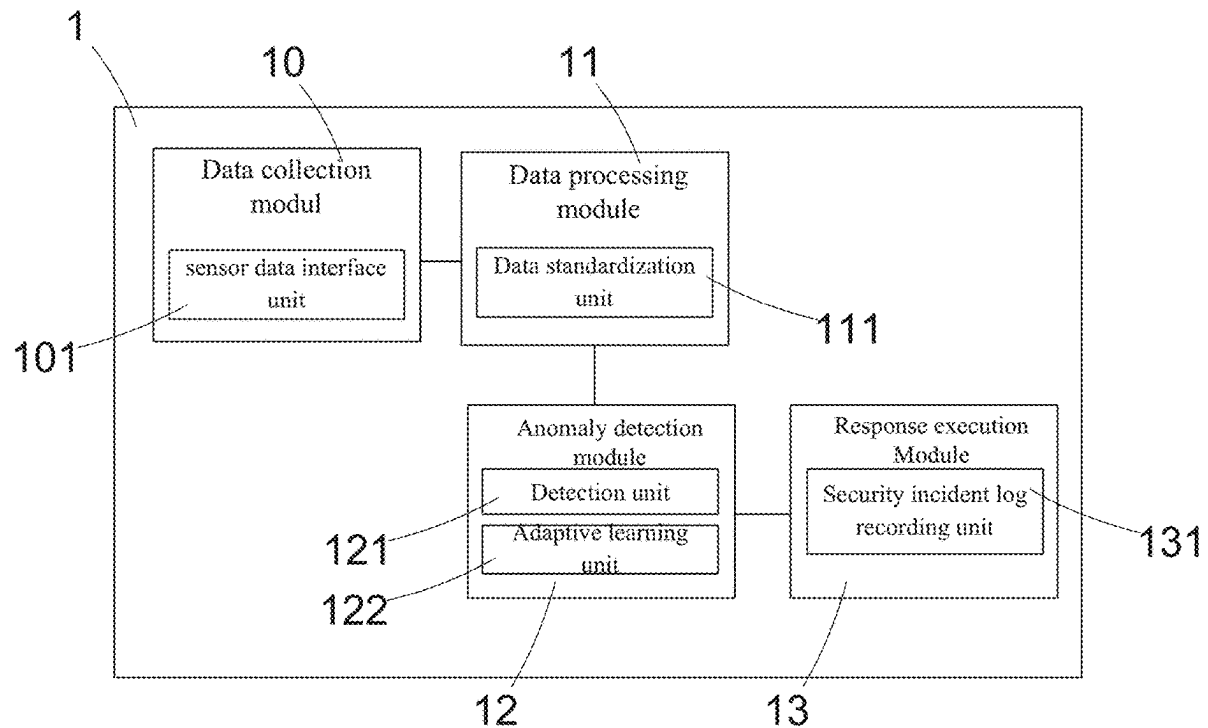 1
10
11
Data collection
modul
Data processing
module
sensor data interface
unit
Data standardization
unit
101
111
Anomaly detection
module
Response execution
Module
Detection unit
Security incident log
recording unit
Adaptive learning
unit
121
131
122
12
13